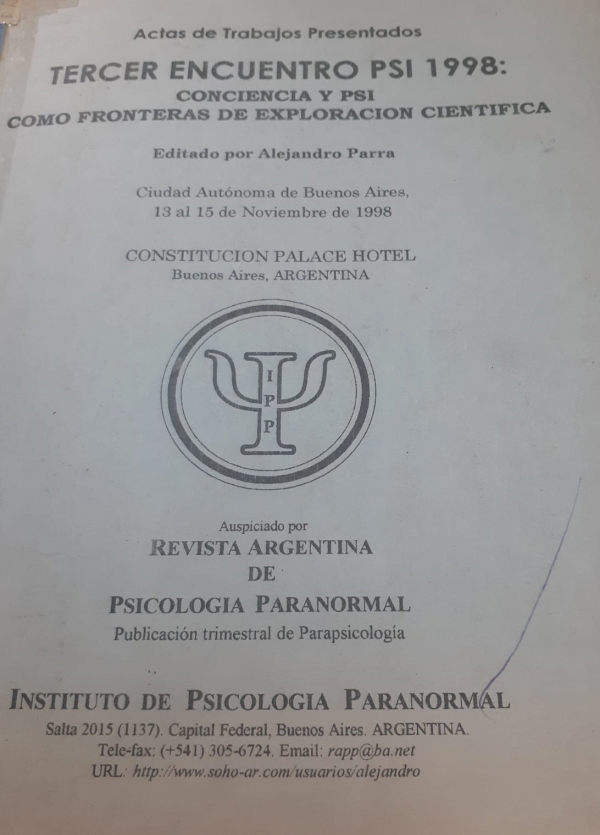 Actas de Trabajos Presentados
TERCER ENCUENTRO PSI 1998:
CONCIENCIA Y PSI
COMO FRONTERAS DE EXPLORACION CIENTIFICA
Editado por Alejandro Parra
Ciudad Autónoma de Buenos Aires,
13 al 15 de Noviembre de 1998
CONSTITUCION PALACE HOTEL
Buenos Aires, ARGENTINA
I
P
P
Auspiciado por
REVISTA ARGENTINA
DE
PSICOLOGIA PARANORMAL
Publicación trimestral de Parapsicología
INSTITUTO DE PSICOLOGIA PARANORMAL
Salta 2015 (1137). Capital Federal, Buenos Aires. ARGENTINA.
Tele-fax: (+541) 305-6724. Email: rapp@ba.net
URL: http://www.soho-ar.com/usuarios/alejandro